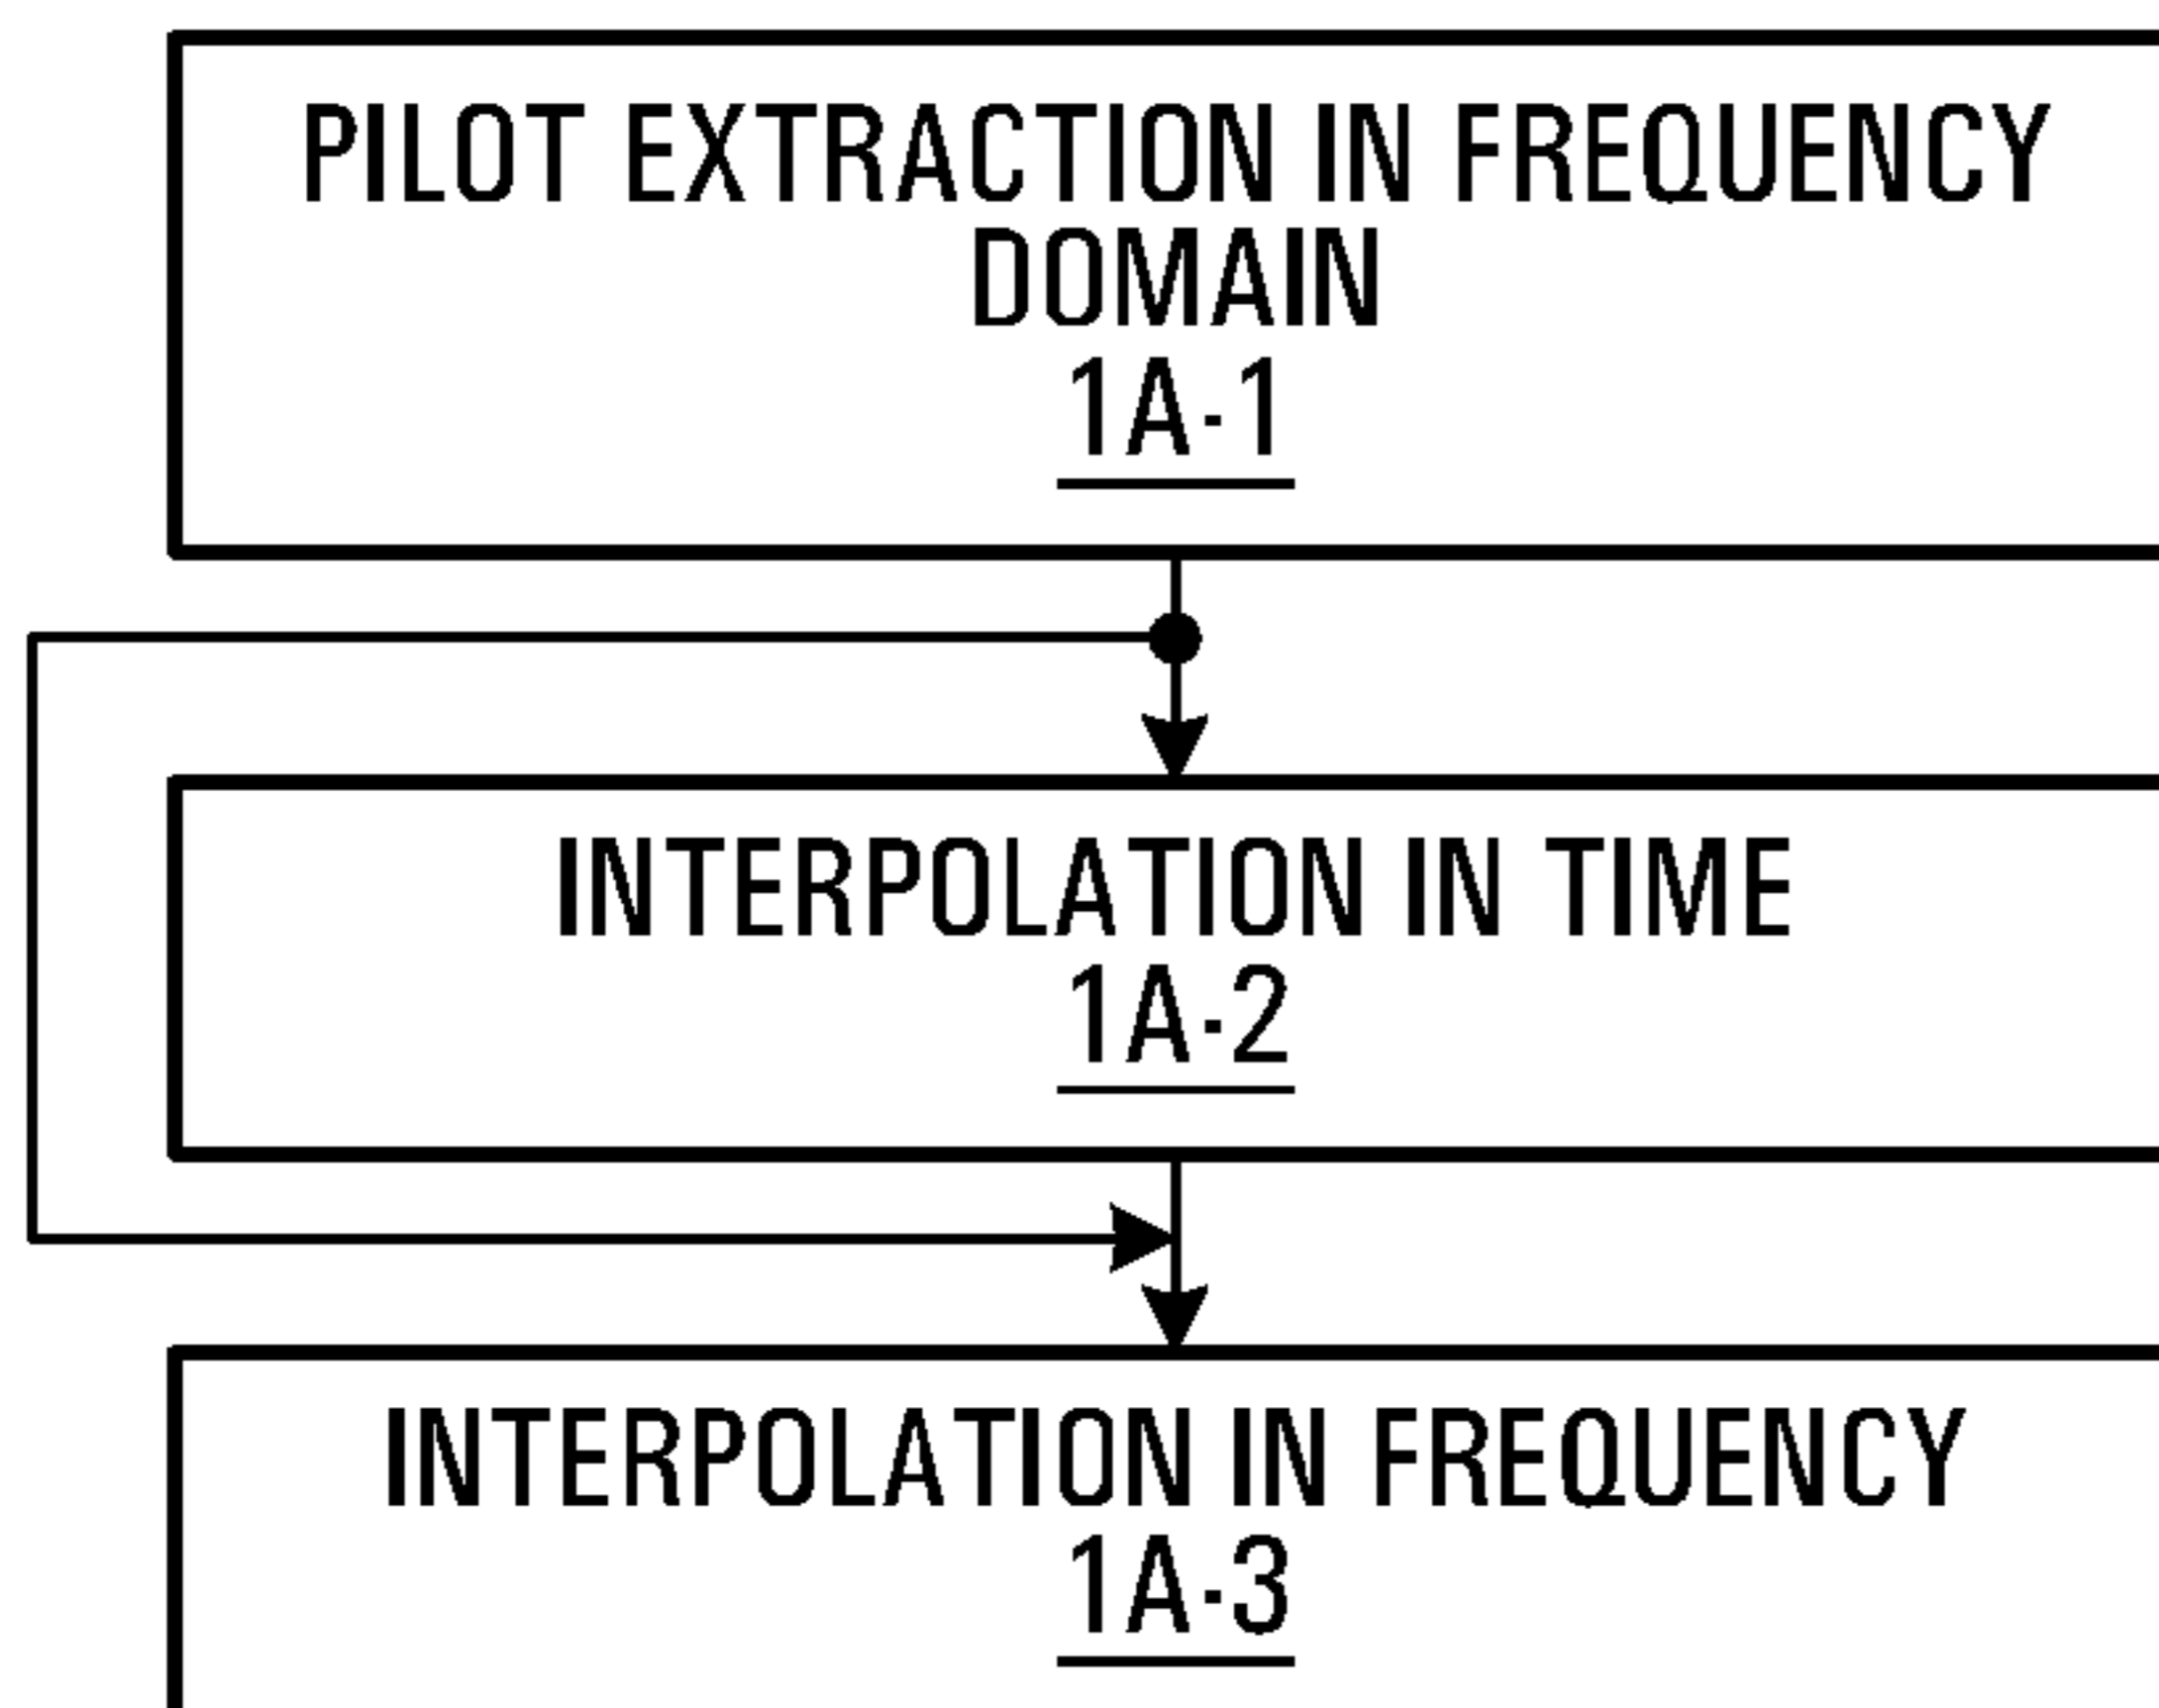 PILOT EXTRACTION IN FREQUENCY
DOMAIN
1A-1
INTERPOLATION IN TIME
1A-2
INTERPOLATION IN FREQUENCY
1A-3